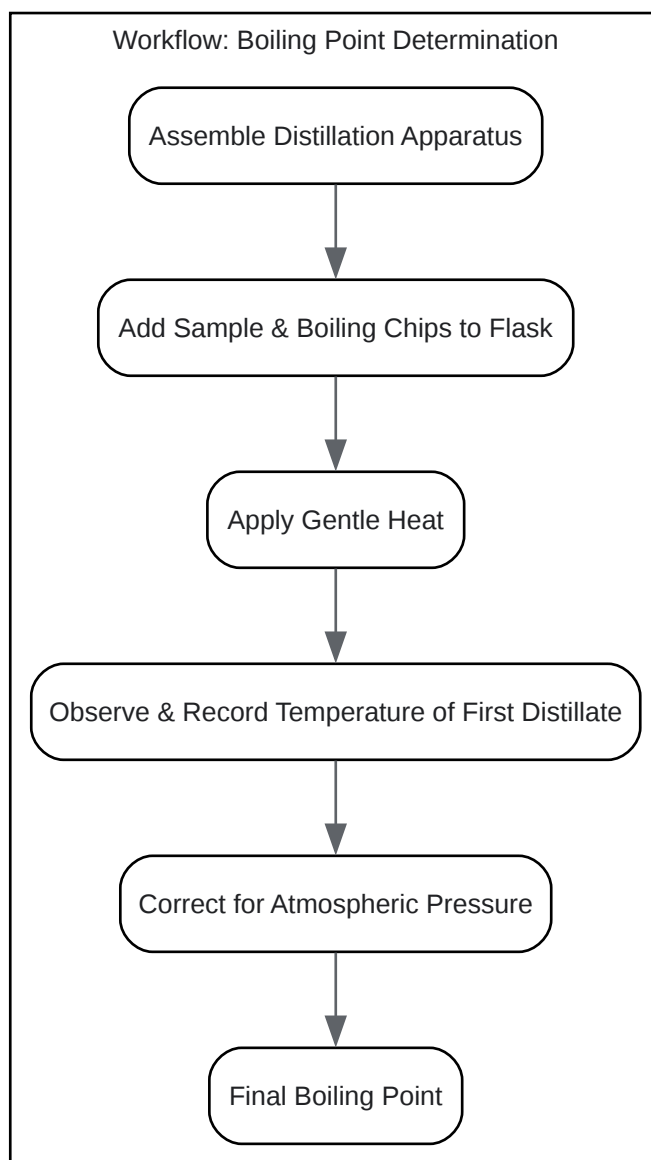 Workflow: Boiling Point Determination
Assemble Distillation Apparatus
Add Sample & Boiling Chips to Flask
Apply Gentle Heat
Observe & Record Temperature of First Distillate
Correct for Atmospheric Pressure
Final Boiling Point